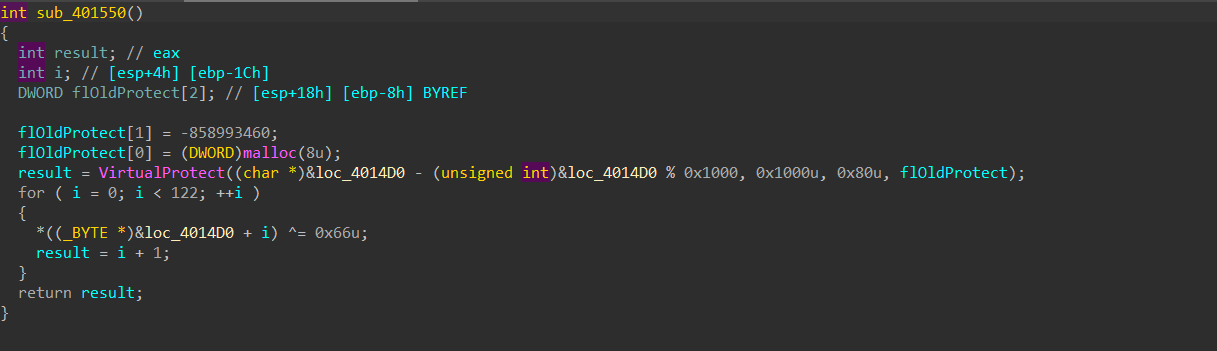 int sub_401550()
{
  int result; // eax
  int i; // [esp+4h] [ebp-1Ch]
  DWORD flOldProtect[2]; // [esp+18h] [ebp-8h] BYREF

  flOldProtect[1] = -858993460;
  flOldProtect[0] = (DWORD)malloc(8u);
  result = VirtualProtect((char *)&loc_4014D0 - (unsigned int)&loc_4014D0 % 0x1000, 0x1000u, 0x80u, flOldProtect);
  for ( i = 0; i < 122; ++i )
  {
    *((_BYTE *)&loc_4014D0 + i) ^= 0x66u;
    result = i + 1;
  }
  return result;
}